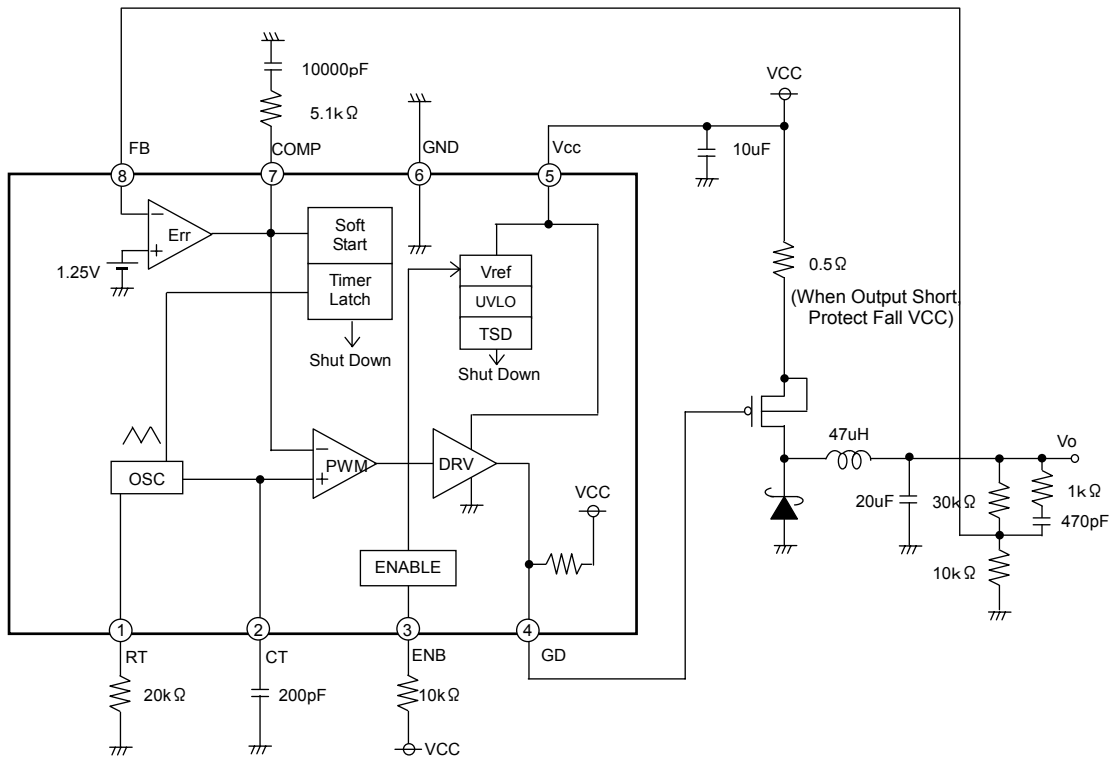 10000pF
VCC
5.1kΩ
FB
COMP
GND
Vcc
10uF
8
7
6
5
Err
Soft
Start
1.25V
Timer
Latch
Vref
UVLO
TSD
0.5Ω
(When Output Short,
Protect Fall VCC)
Shut Down
Shut Down
47uH
Vo
PWM
DRV
OSC
VCC
20uF
30kΩ
1kΩ
470pF
ENABLE
10kΩ
1
2
3
4
RT
CT
ENB
GD
20kΩ
200pF
10kΩ
VCC